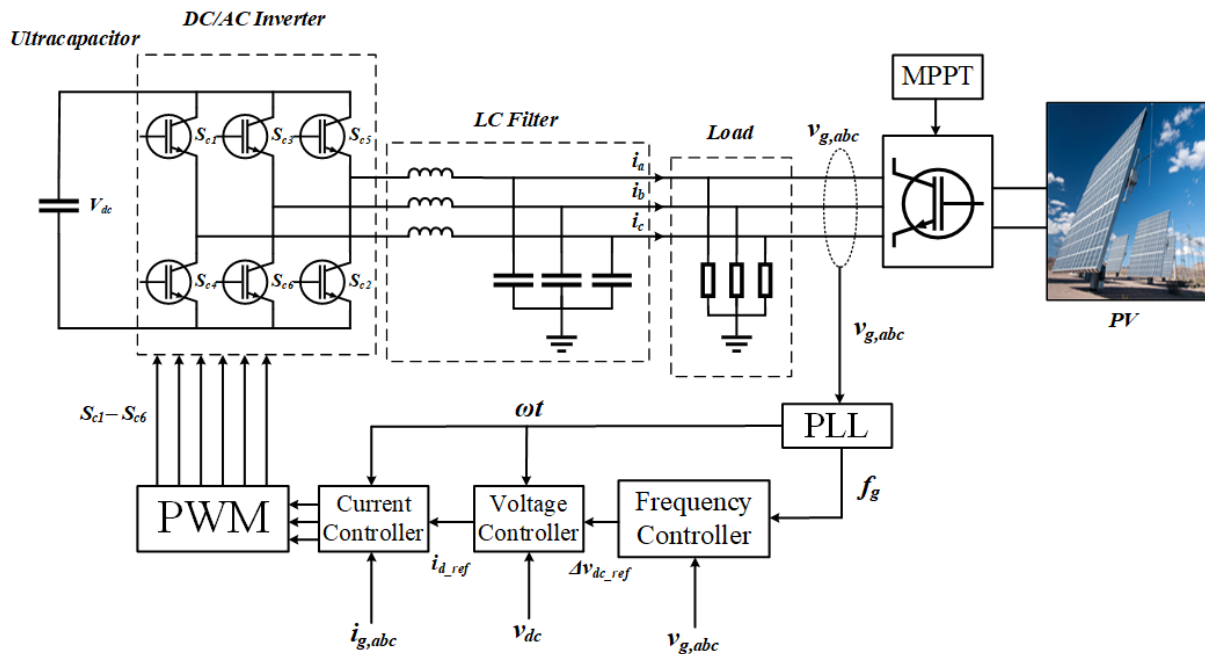 DC/AC Inverter
Ultracapacitor
MPPT
LC Filter
Load
v_g,abc
S_c1
S_c3
S_c5
i_a
i_b
i_c
V_dc
S_c4
S_c6
S_c2
PV
v_g,abc
S_c1 – S_c6
ωt
PLL
f_g
PWM
Current
Controller
Voltage
Controller
Frequency
Controller
i_d_ref
Δv_dc_ref
i_g,abc
v_dc
v_g,abc